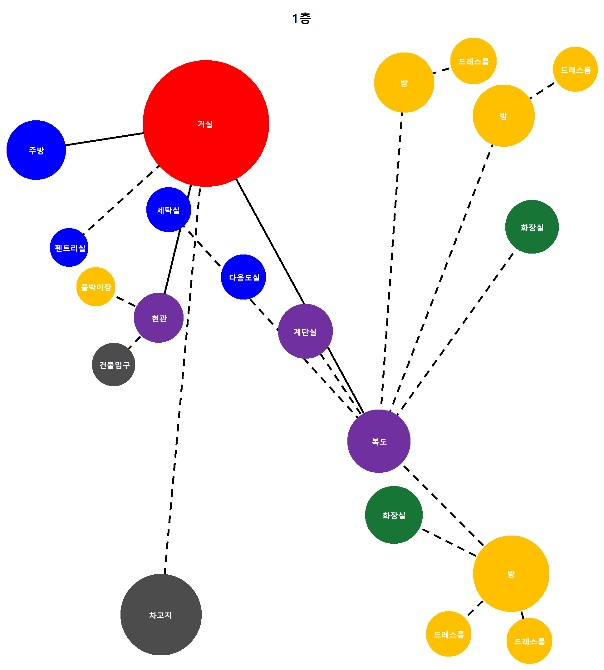 1층
드레스룸
드레스룸
방
방
거실
주방
세탁실
화장실
팬트리실
다용도실
붙박이장
현관
계단실
건물입구
복도
화장실
방
차고지
드레스룸
드레스룸